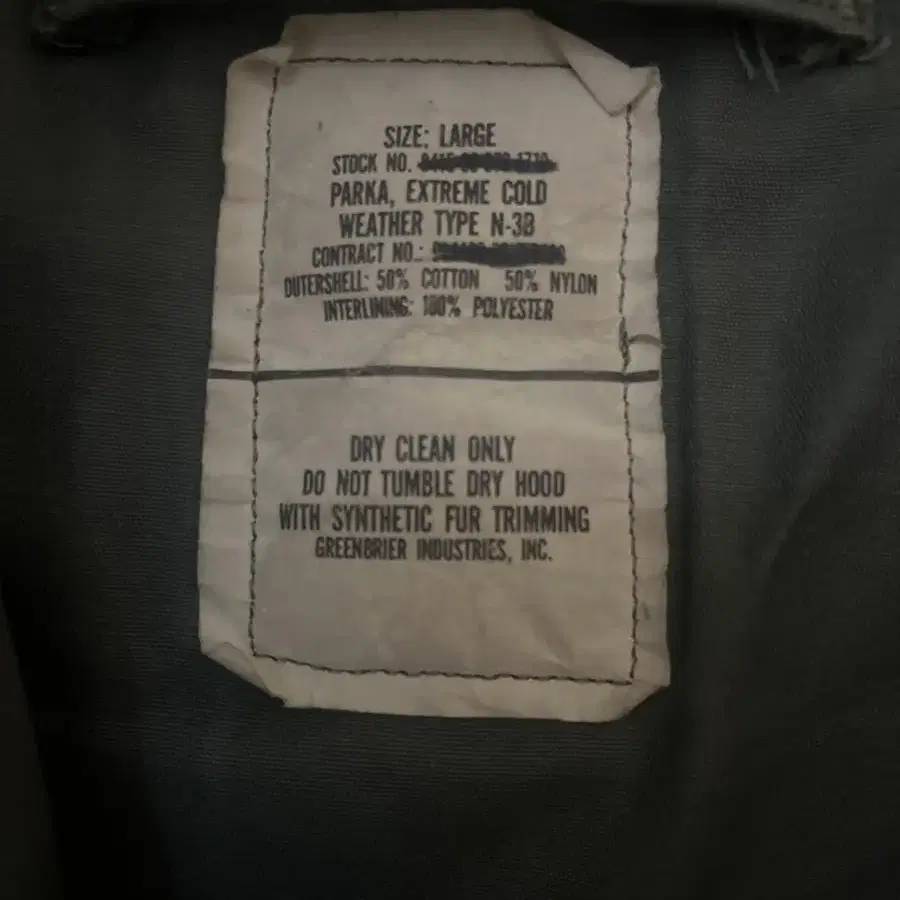 SIZE: LARGE
STOCK NO.
PARKA, EXTREME COLD
WEATHER TYPE N-3B
CONTRACT NO.:
OUTERSHELL: 50% COTTON 50% NYLON
INTERLINING: 100% POLYESTER
DRY CLEAN ONLY
DO NOT TUMBLE DRY HOOD
WITH SYNTHETIC FUR TRIMMING
GREENBRIER INDUSTRIES, INC.